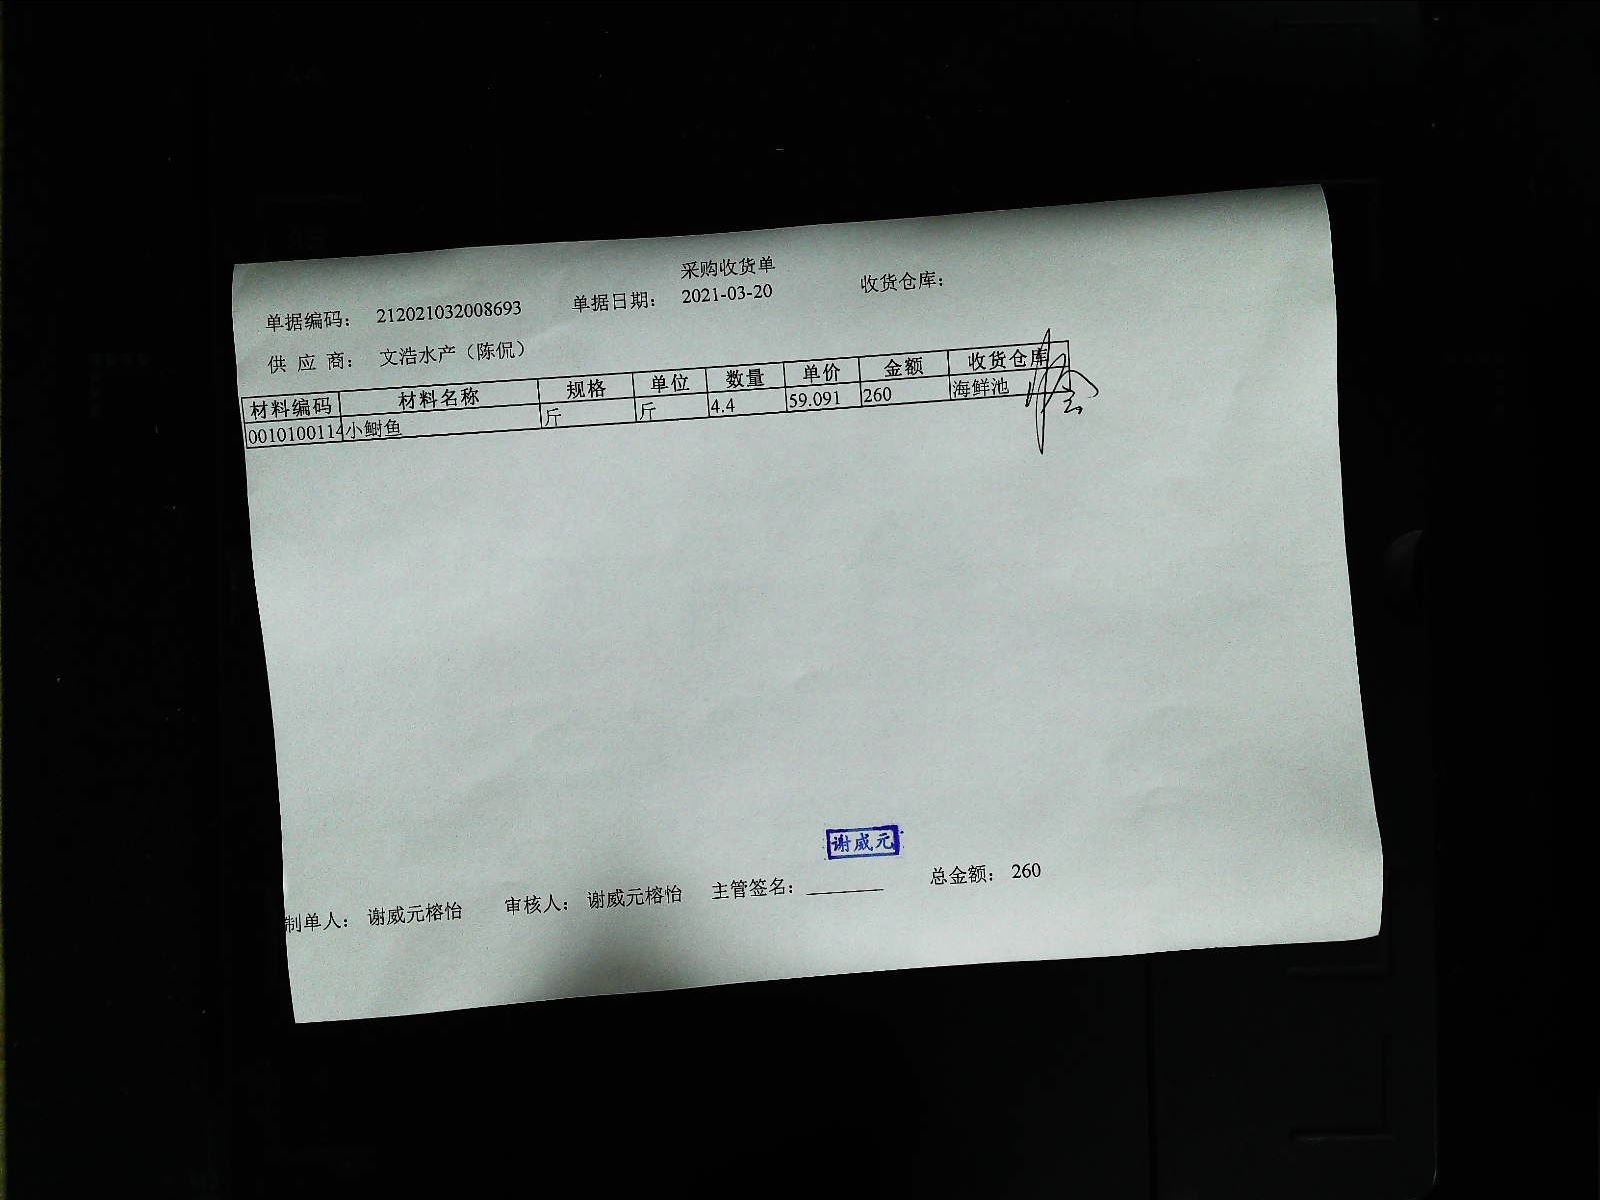 采购收货单
单据编码： 212021032008693 单据日期： 2021-03-20 收货仓库：
供 应 商： 文浩水产（陈侃）
材料编码 材料名称 规格 单位 数量 单价 金额 收货仓库
0010100114 小鲥鱼 斤 斤 4.4 59.091 260 海鲜池
谢威元
制单人： 谢威元榕怡 审核人： 谢威元榕怡 主管签名：________ 总金额： 260